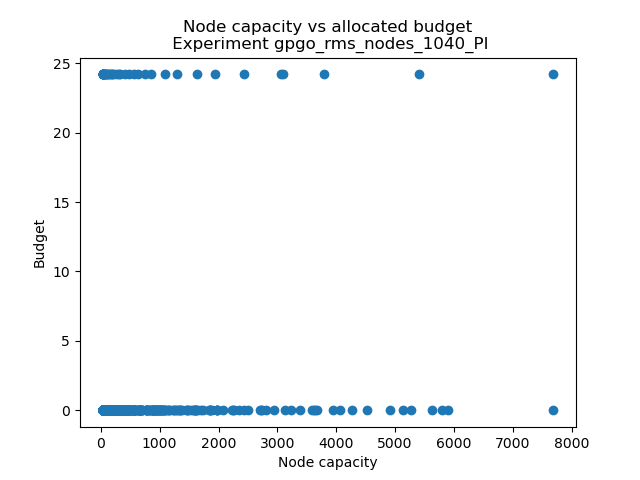 Node capacity vs allocated budget
Experiment gpgo_rms_nodes_1040_PI
25
20
15
10
5
0
Budget
0 1000 2000 3000 4000 5000 6000 7000 8000
Node capacity